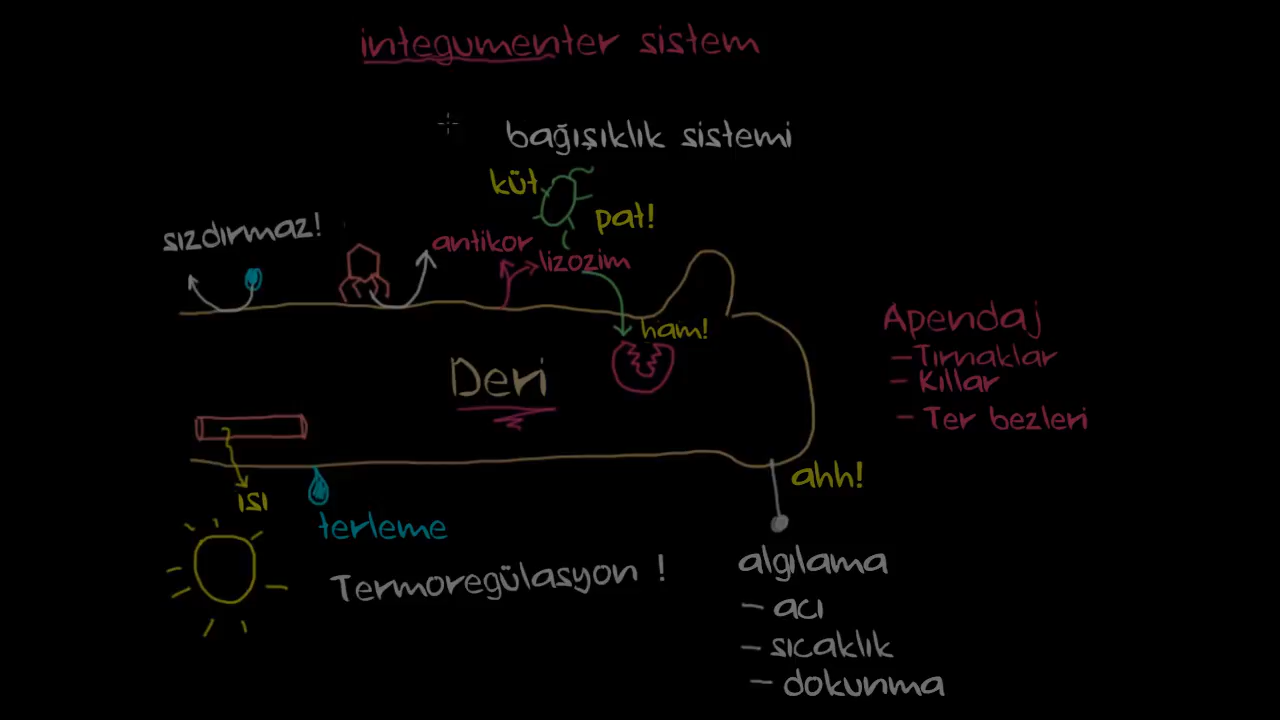 integumenter sistem
bağışıklık sistemi
küt
pat!
sızdırmaz!
antikor
lizozim
ham!
Deri
Apendaj
- Tırnaklar
- Kıllar
- Ter bezleri
ısı
terleme
ahh!
Termoregülasyon !
algılama
- acı
- sıcaklık
- dokunma